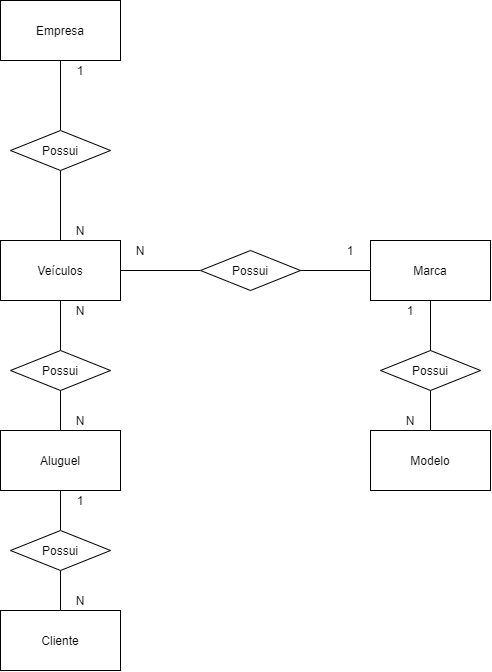 Empresa
1
Possui
N
Veículos
N
Possui
1
Marca
N
1
Possui
Possui
N
N
Aluguel
Modelo
1
Possui
N
Cliente